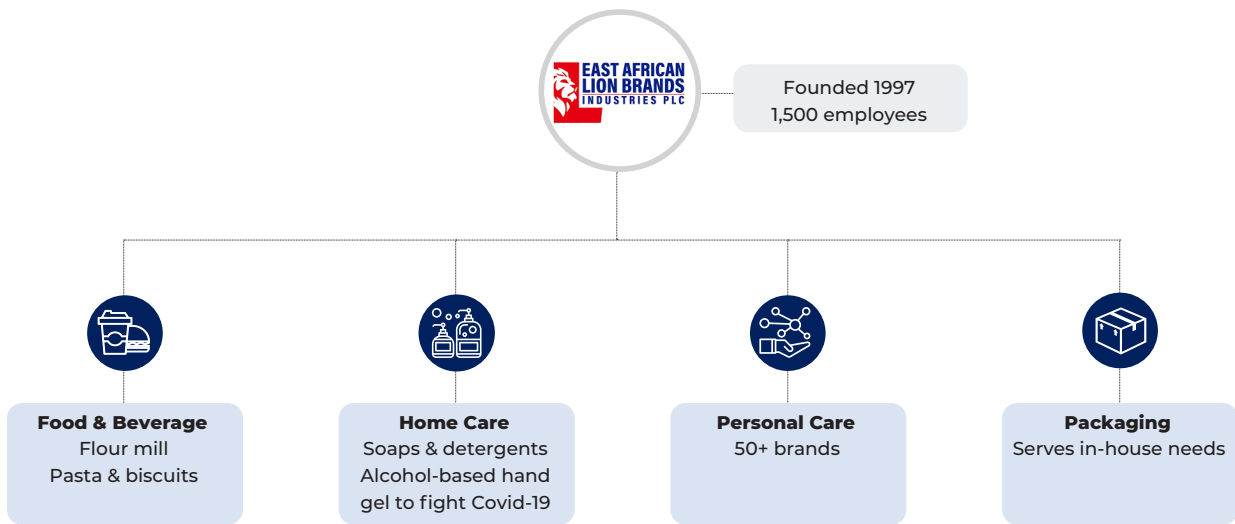 EAST AFRICAN
LION BRANDS
INDUSTRIES PLC
Founded 1997
1,500 employees
Food & Beverage
Flour mill
Pasta & biscuits
Home Care
Soaps & detergents
Alcohol-based hand
gel to fight Covid-19
Personal Care
50+ brands
Packaging
Serves in-house needs